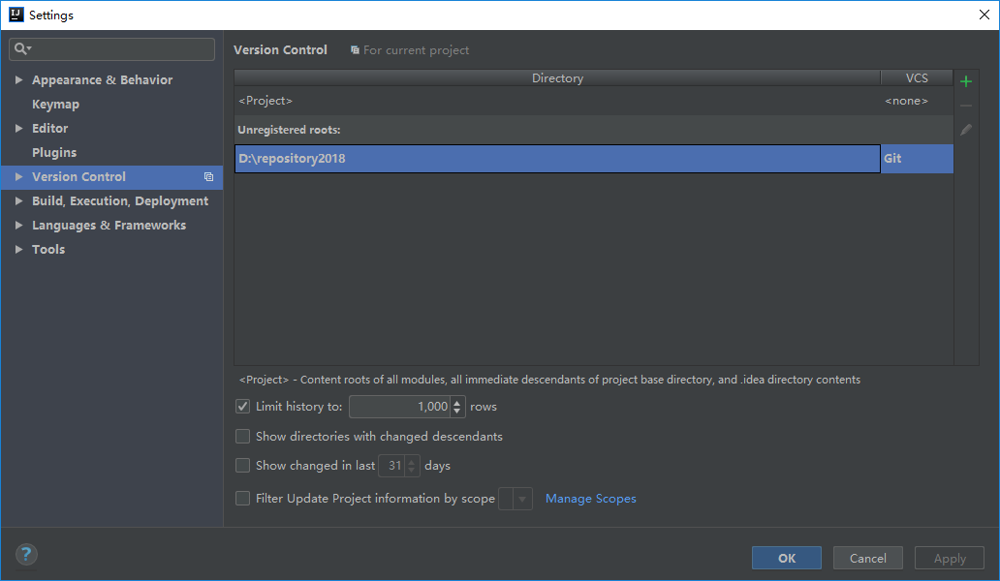 IJ Settings
Version Control For current project
Appearance & Behavior
Keymap
Editor
Plugins
Version Control
Build, Execution, Deployment
Languages & Frameworks
Tools
Directory VCS
<Project> <none>
Unregistered roots:
D:\repository2018 Git
<Project> - Content roots of all modules, all immediate descendants of project base directory, and .idea directory contents
Limit history to: 1,000 rows
Show directories with changed descendants
Show changed in last 31 days
Filter Update Project information by scope Manage Scopes
? OK Cancel Apply